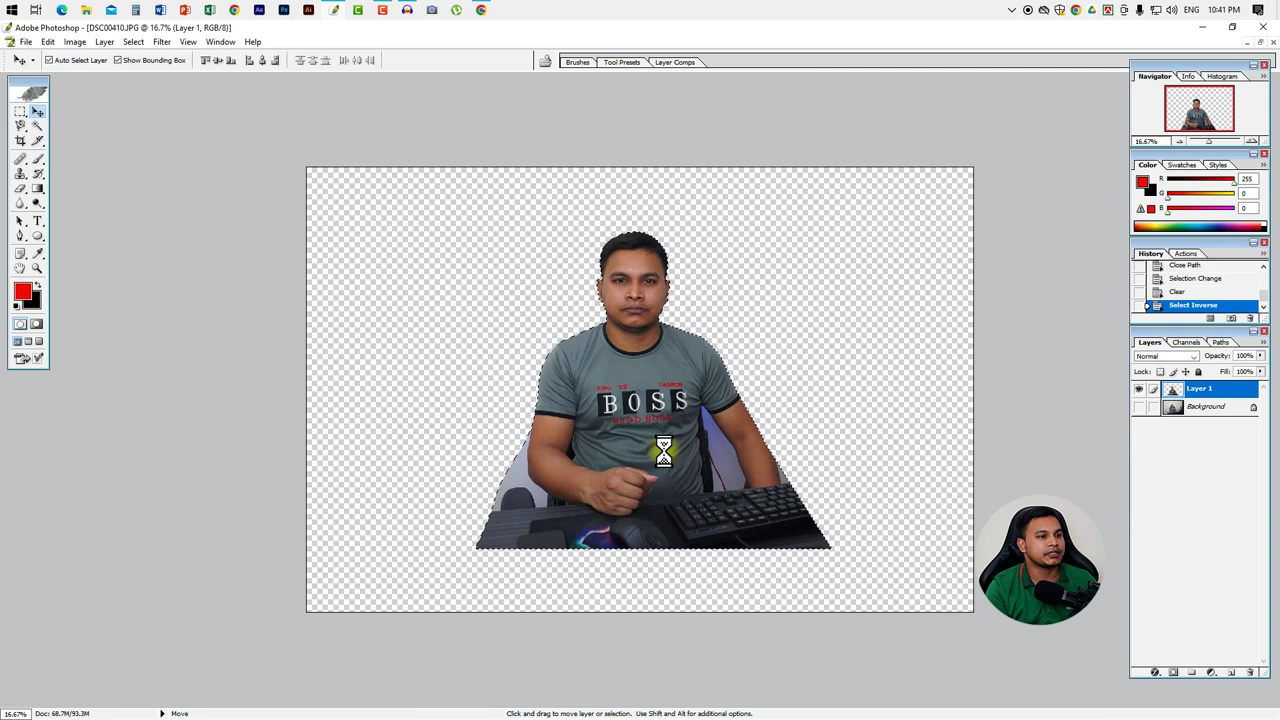 10:41 PM
Adobe Photoshop - [DSC00410.JPG @ 16.7% (Layer 1, RGB/8)]
File Edit Image Layer Select Filter View Window Help
Auto Select Layer Show Bounding Box
Brushes Tool Presets Layer Comps
Navigator Info Histogram
16.67%
Color Swatches Styles
R 255
G 0
B 0
History Actions
Close Path
Selection Change
Clear
Select Inverse
Layers Channels Paths
Normal Opacity: 100%
Lock: Fill: 100%
Layer 1
Background
BOSS
16.67% Doc: 68.7M/93.3M Move Click and drag to move layer or selection. Use Shift and Alt for additional options.